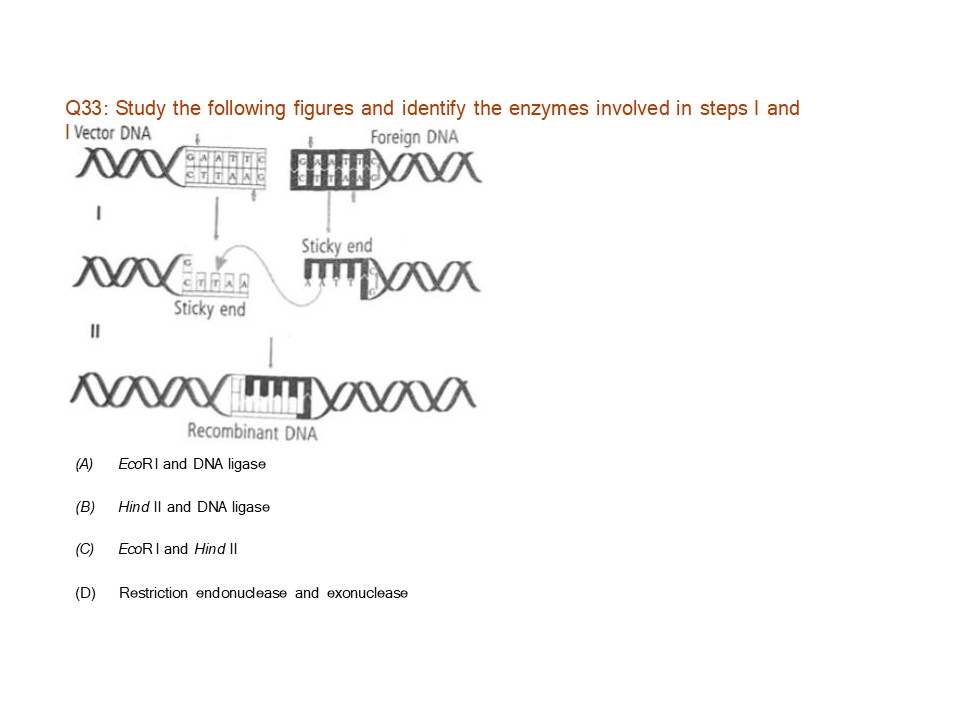 Q33: Study the following figures and identify the enzymes involved in steps I and
I
Vector DNA
Foreign DNA
G A A T T C
G A A T T C
C T T A A G
C T T A A G
I
Sticky end
G
C
C T T A A
A A T T
G
Sticky end
II
Recombinant DNA
(A) EcoR I and DNA ligase
(B) Hind II and DNA ligase
(C) EcoR I and Hind II
(D) Restriction endonuclease and exonuclease